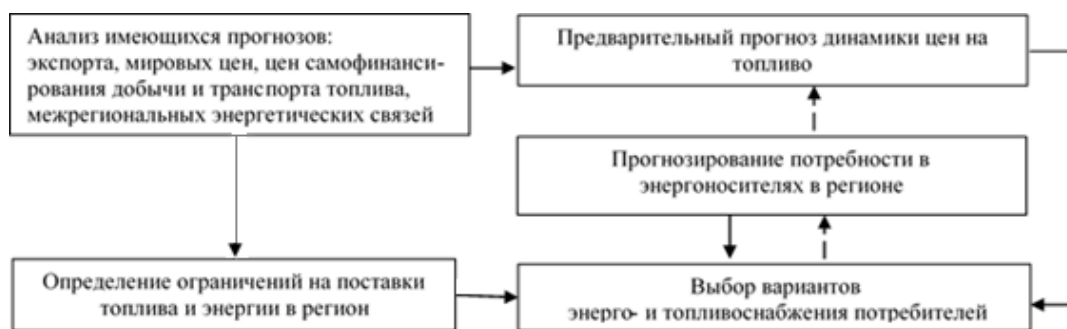 Анализ имеющихся прогнозов:
экспорта, мировых цен, цен самофинанси-
рования добычи и транспорта топлива,
межрегиональных энергетических связей
Предварительный прогноз динамики цен на
топливо
Прогнозирование потребности в
энергоносителях в регионе
Определение ограничений на поставки
топлива и энергии в регион
Выбор вариантов
энерго- и топливоснабжения потребителей